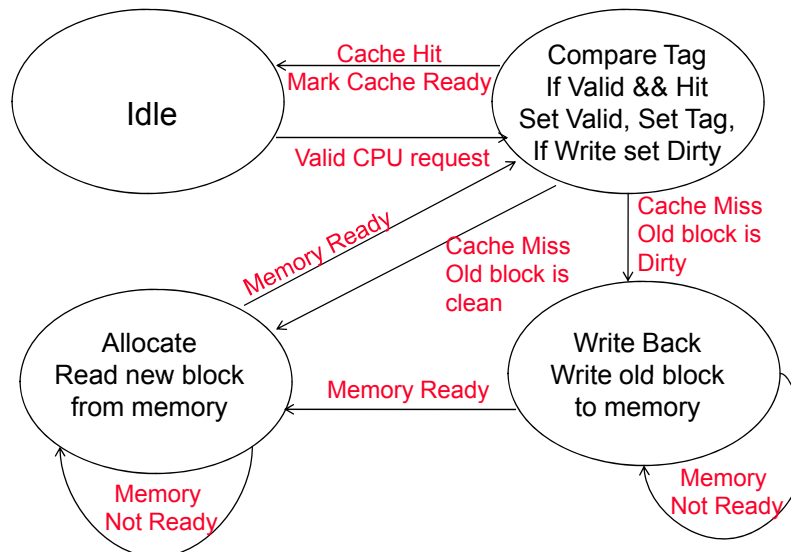 Idle
Cache Hit
Mark Cache Ready
Valid CPU request
Compare Tag
If Valid && Hit
Set Valid, Set Tag,
If Write set Dirty
Memory Ready
Cache Miss
Old block is
clean
Cache Miss
Old block is
Dirty
Allocate
Read new block
from memory
Memory Ready
Write Back
Write old block
to memory
Memory
Not Ready
Memory
Not Ready